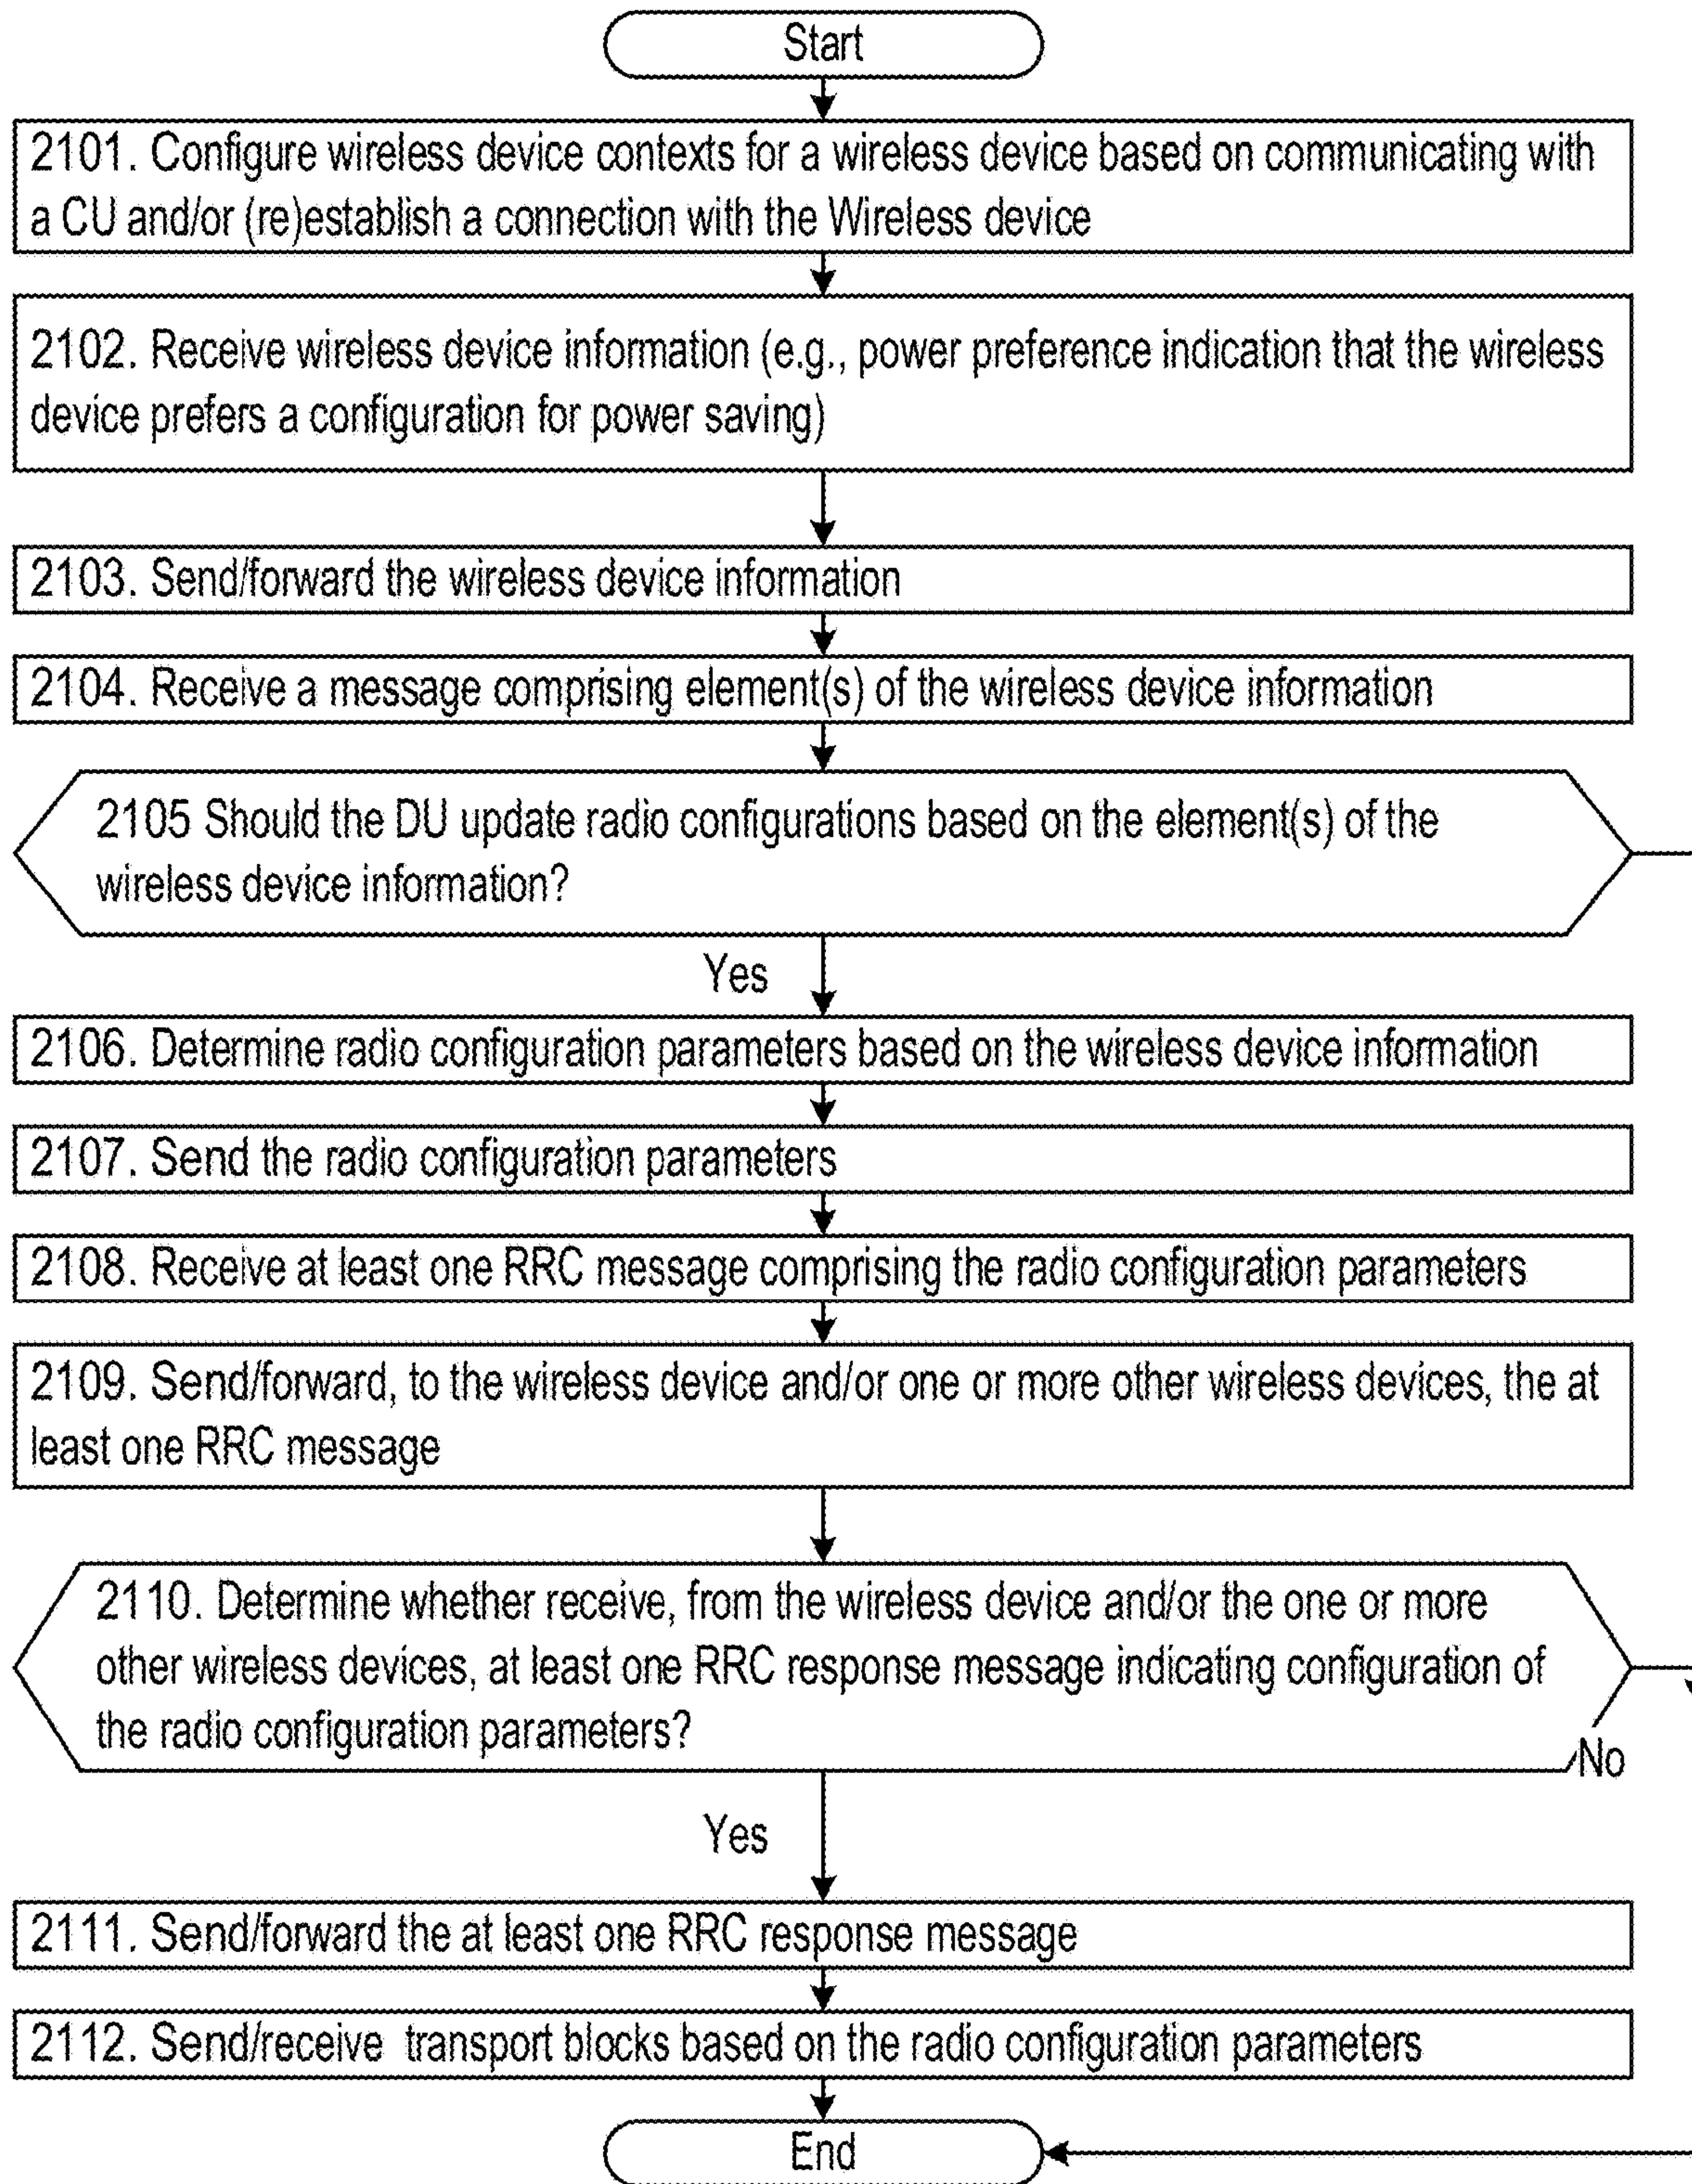 Start
2101. Configure wireless device contexts for a wireless device based on communicating with
a CU and/or (re)establish a connection with the Wireless device
2102. Receive wireless device information (e.g., power preference indication that the wireless
device prefers a configuration for power saving)
2103. Send/forward the wireless device information
2104. Receive a message comprising element(s) of the wireless device information
2105 Should the DU update radio configurations based on the element(s) of the
wireless device information?
Yes
2106. Determine radio configuration parameters based on the wireless device information
2107. Send the radio configuration parameters
2108. Receive at least one RRC message comprising the radio configuration parameters
2109. Send/forward, to the wireless device and/or one or more other wireless devices, the at
least one RRC message
2110. Determine whether receive, from the wireless device and/or the one or more
other wireless devices, at least one RRC response message indicating configuration of
the radio configuration parameters?
No
Yes
2111. Send/forward the at least one RRC response message
2112. Send/receive transport blocks based on the radio configuration parameters
End